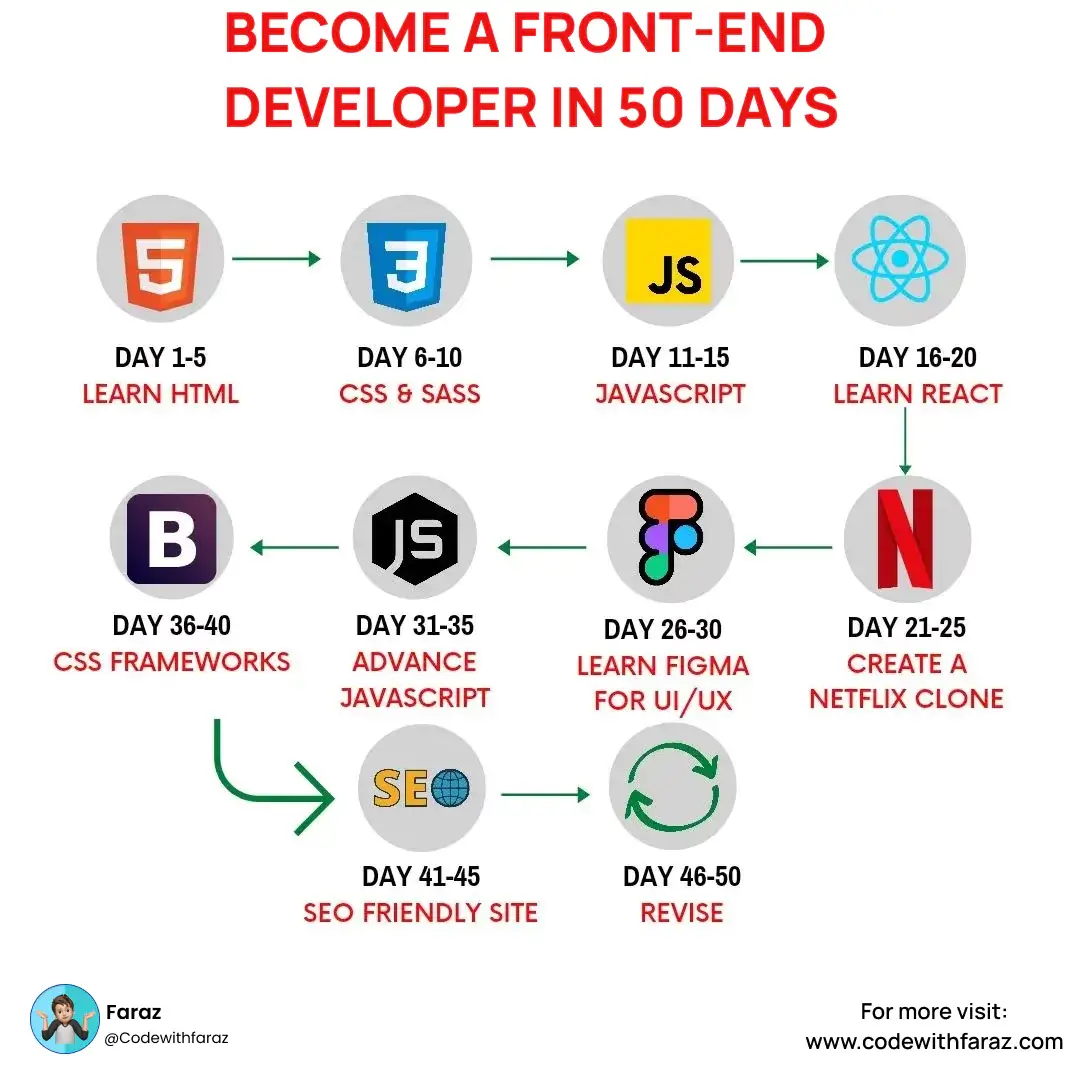 BECOME A FRONT-END
DEVELOPER IN 50 DAYS
5
3
JS
DAY 1-5
LEARN HTML
DAY 6-10
CSS & SASS
DAY 11-15
JAVASCRIPT
DAY 16-20
LEARN REACT
N
DAY 21-25
CREATE A
NETFLIX CLONE
DAY 26-30
LEARN FIGMA
FOR UI/UX
JS
DAY 31-35
ADVANCE
JAVASCRIPT
B
DAY 36-40
CSS FRAMEWORKS
SEO
DAY 41-45
SEO FRIENDLY SITE
DAY 46-50
REVISE
Faraz
@Codewithfaraz
For more visit:
www.codewithfaraz.com